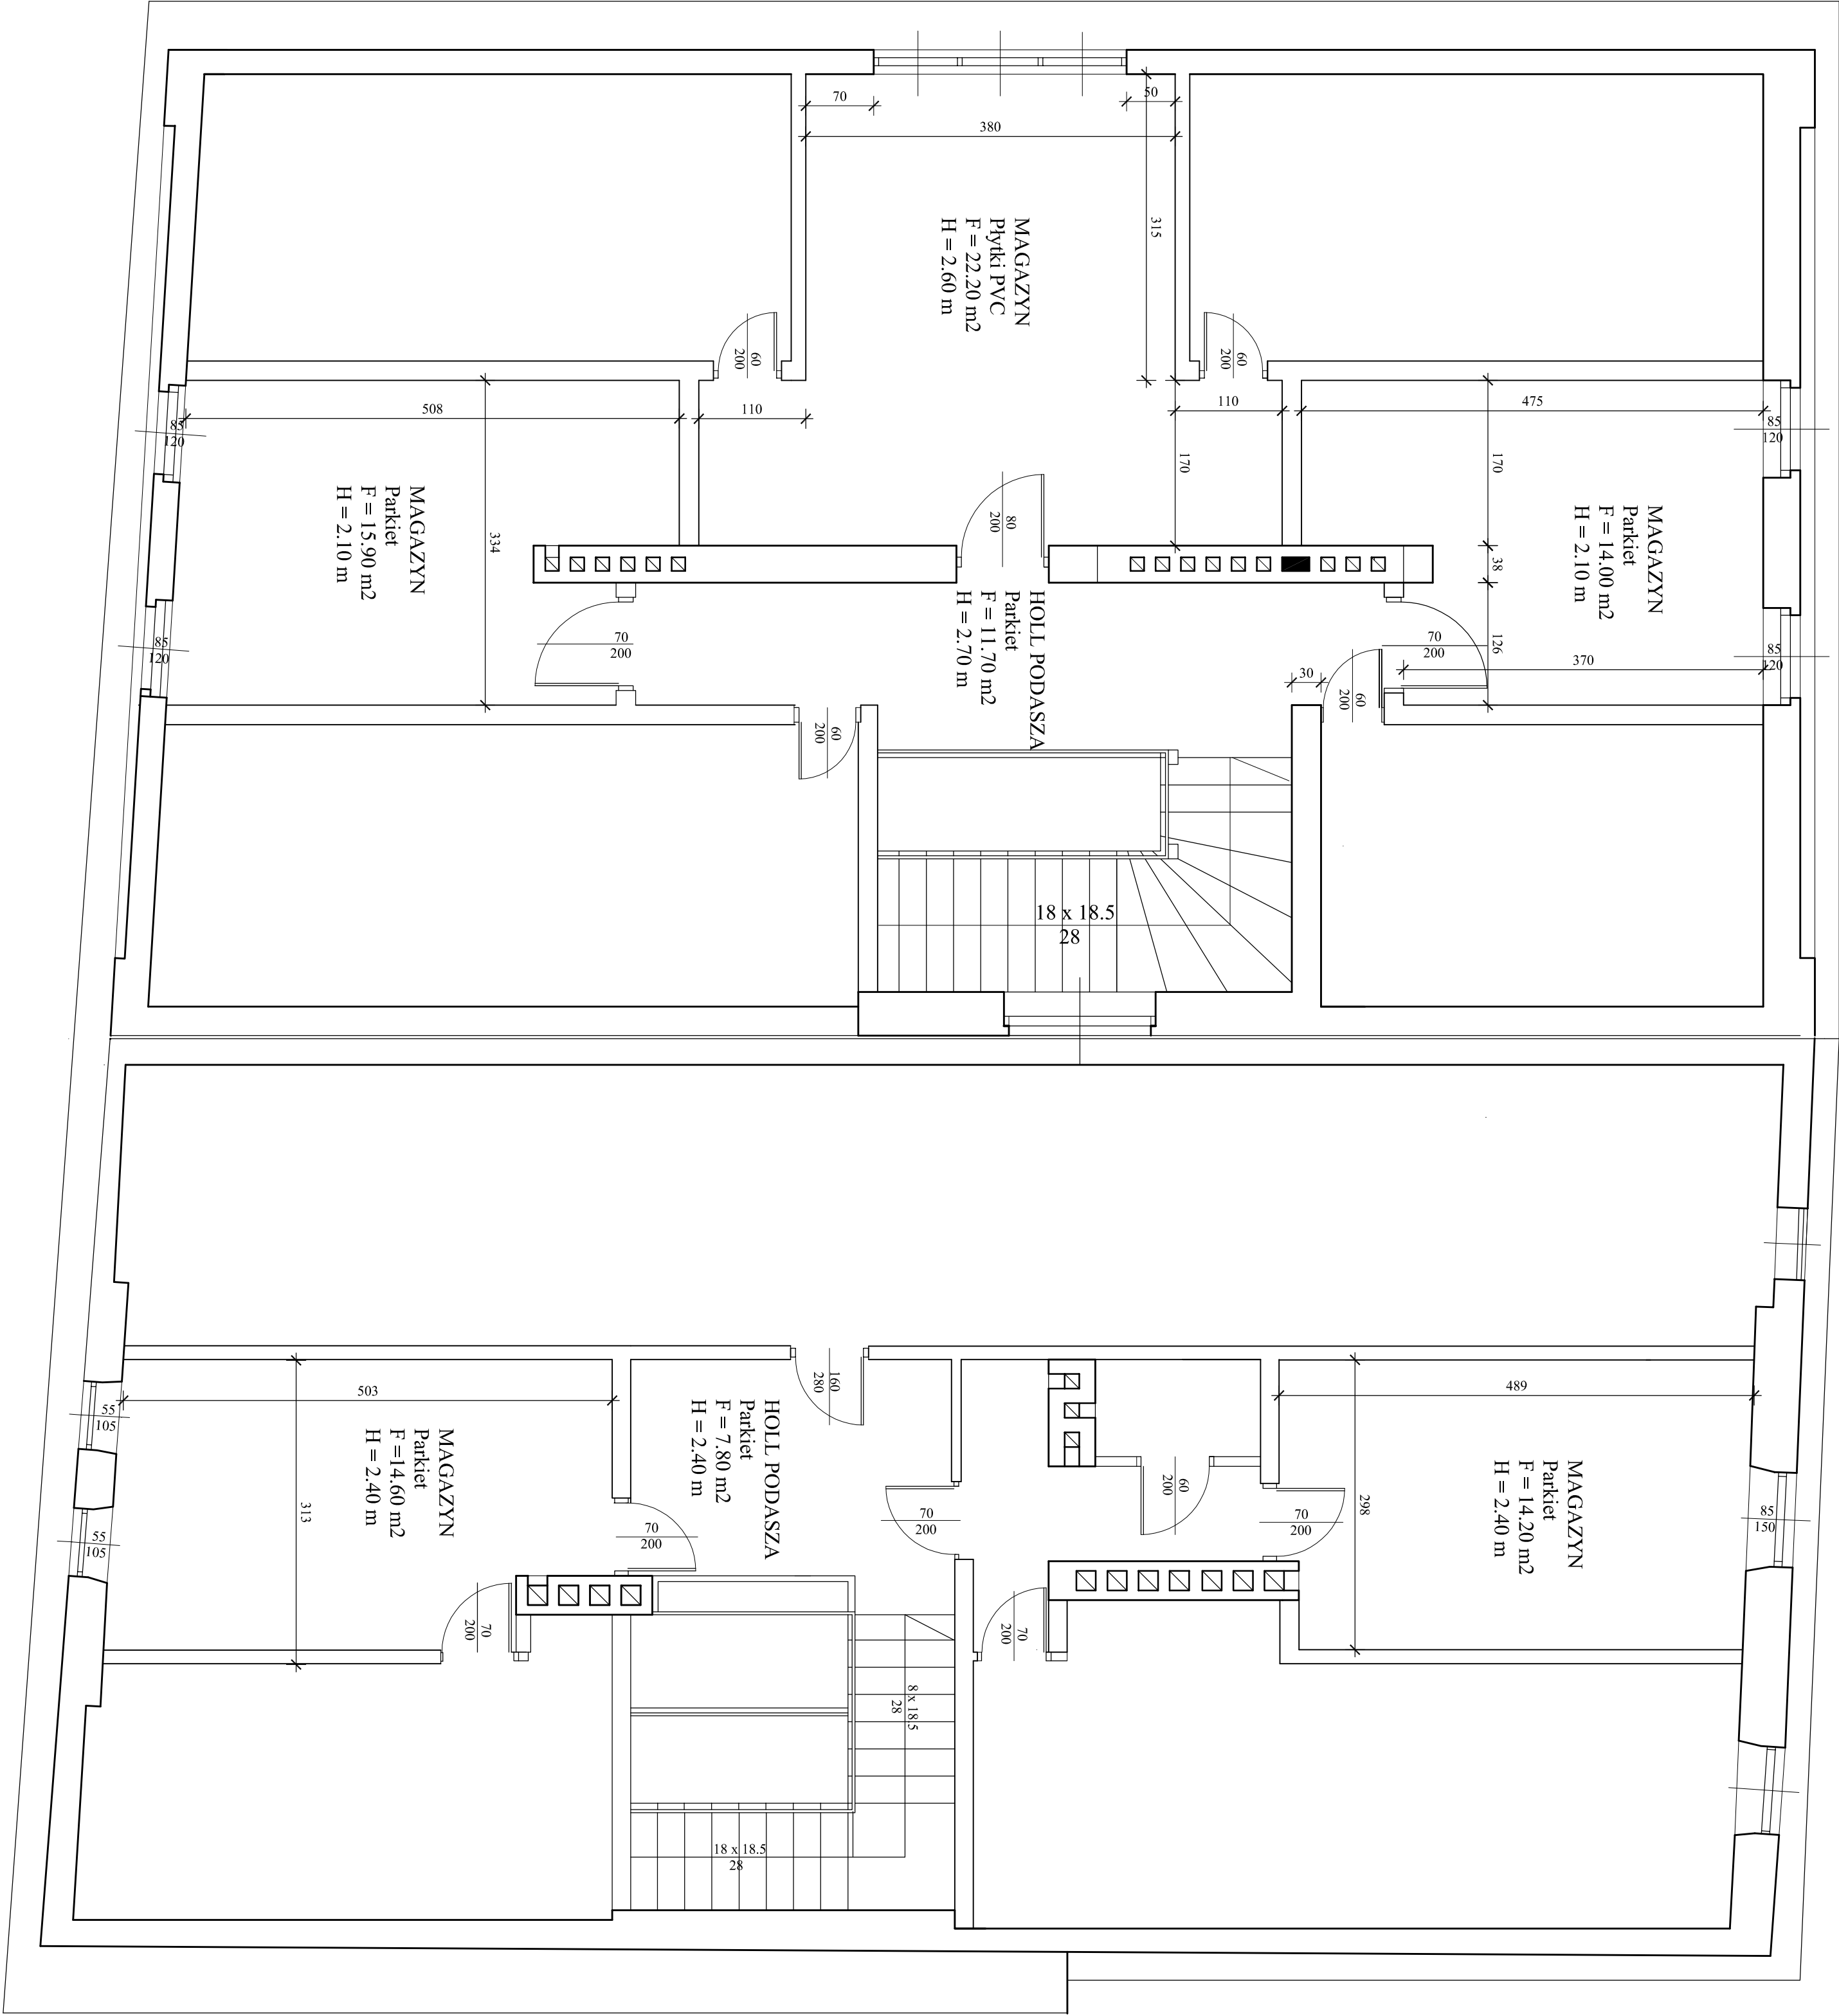 70
50
380
315
MAGAZYN
Płytki PVC
F = 22.20 m2
H = 2.60 m
60
200
60
200
508
110
110
475
85
120
85
120
170
170
334
MAGAZYN
Parkiet
F = 15.90 m2
H = 2.10 m
80
200
MAGAZYN
Parkiet
F = 14.00 m2
H = 2.10 m
38
126
HOLL PODASZA
Parkiet
F = 11.70 m2
H = 2.70 m
70
200
70
200
85
120
85
120
370
30
60
200
60
200
18 x 18.5
28
160
280
503
489
55
105
MAGAZYN
Parkiet
F =14.60 m2
H = 2.40 m
HOLL PODASZA
Parkiet
F = 7.80 m2
H = 2.40 m
MAGAZYN
Parkiet
F = 14.20 m2
H = 2.40 m
60
200
313
298
70
200
70
200
70
200
85
150
55
105
70
200
70
200
8 x 18.5
28
18 x 18.5
28